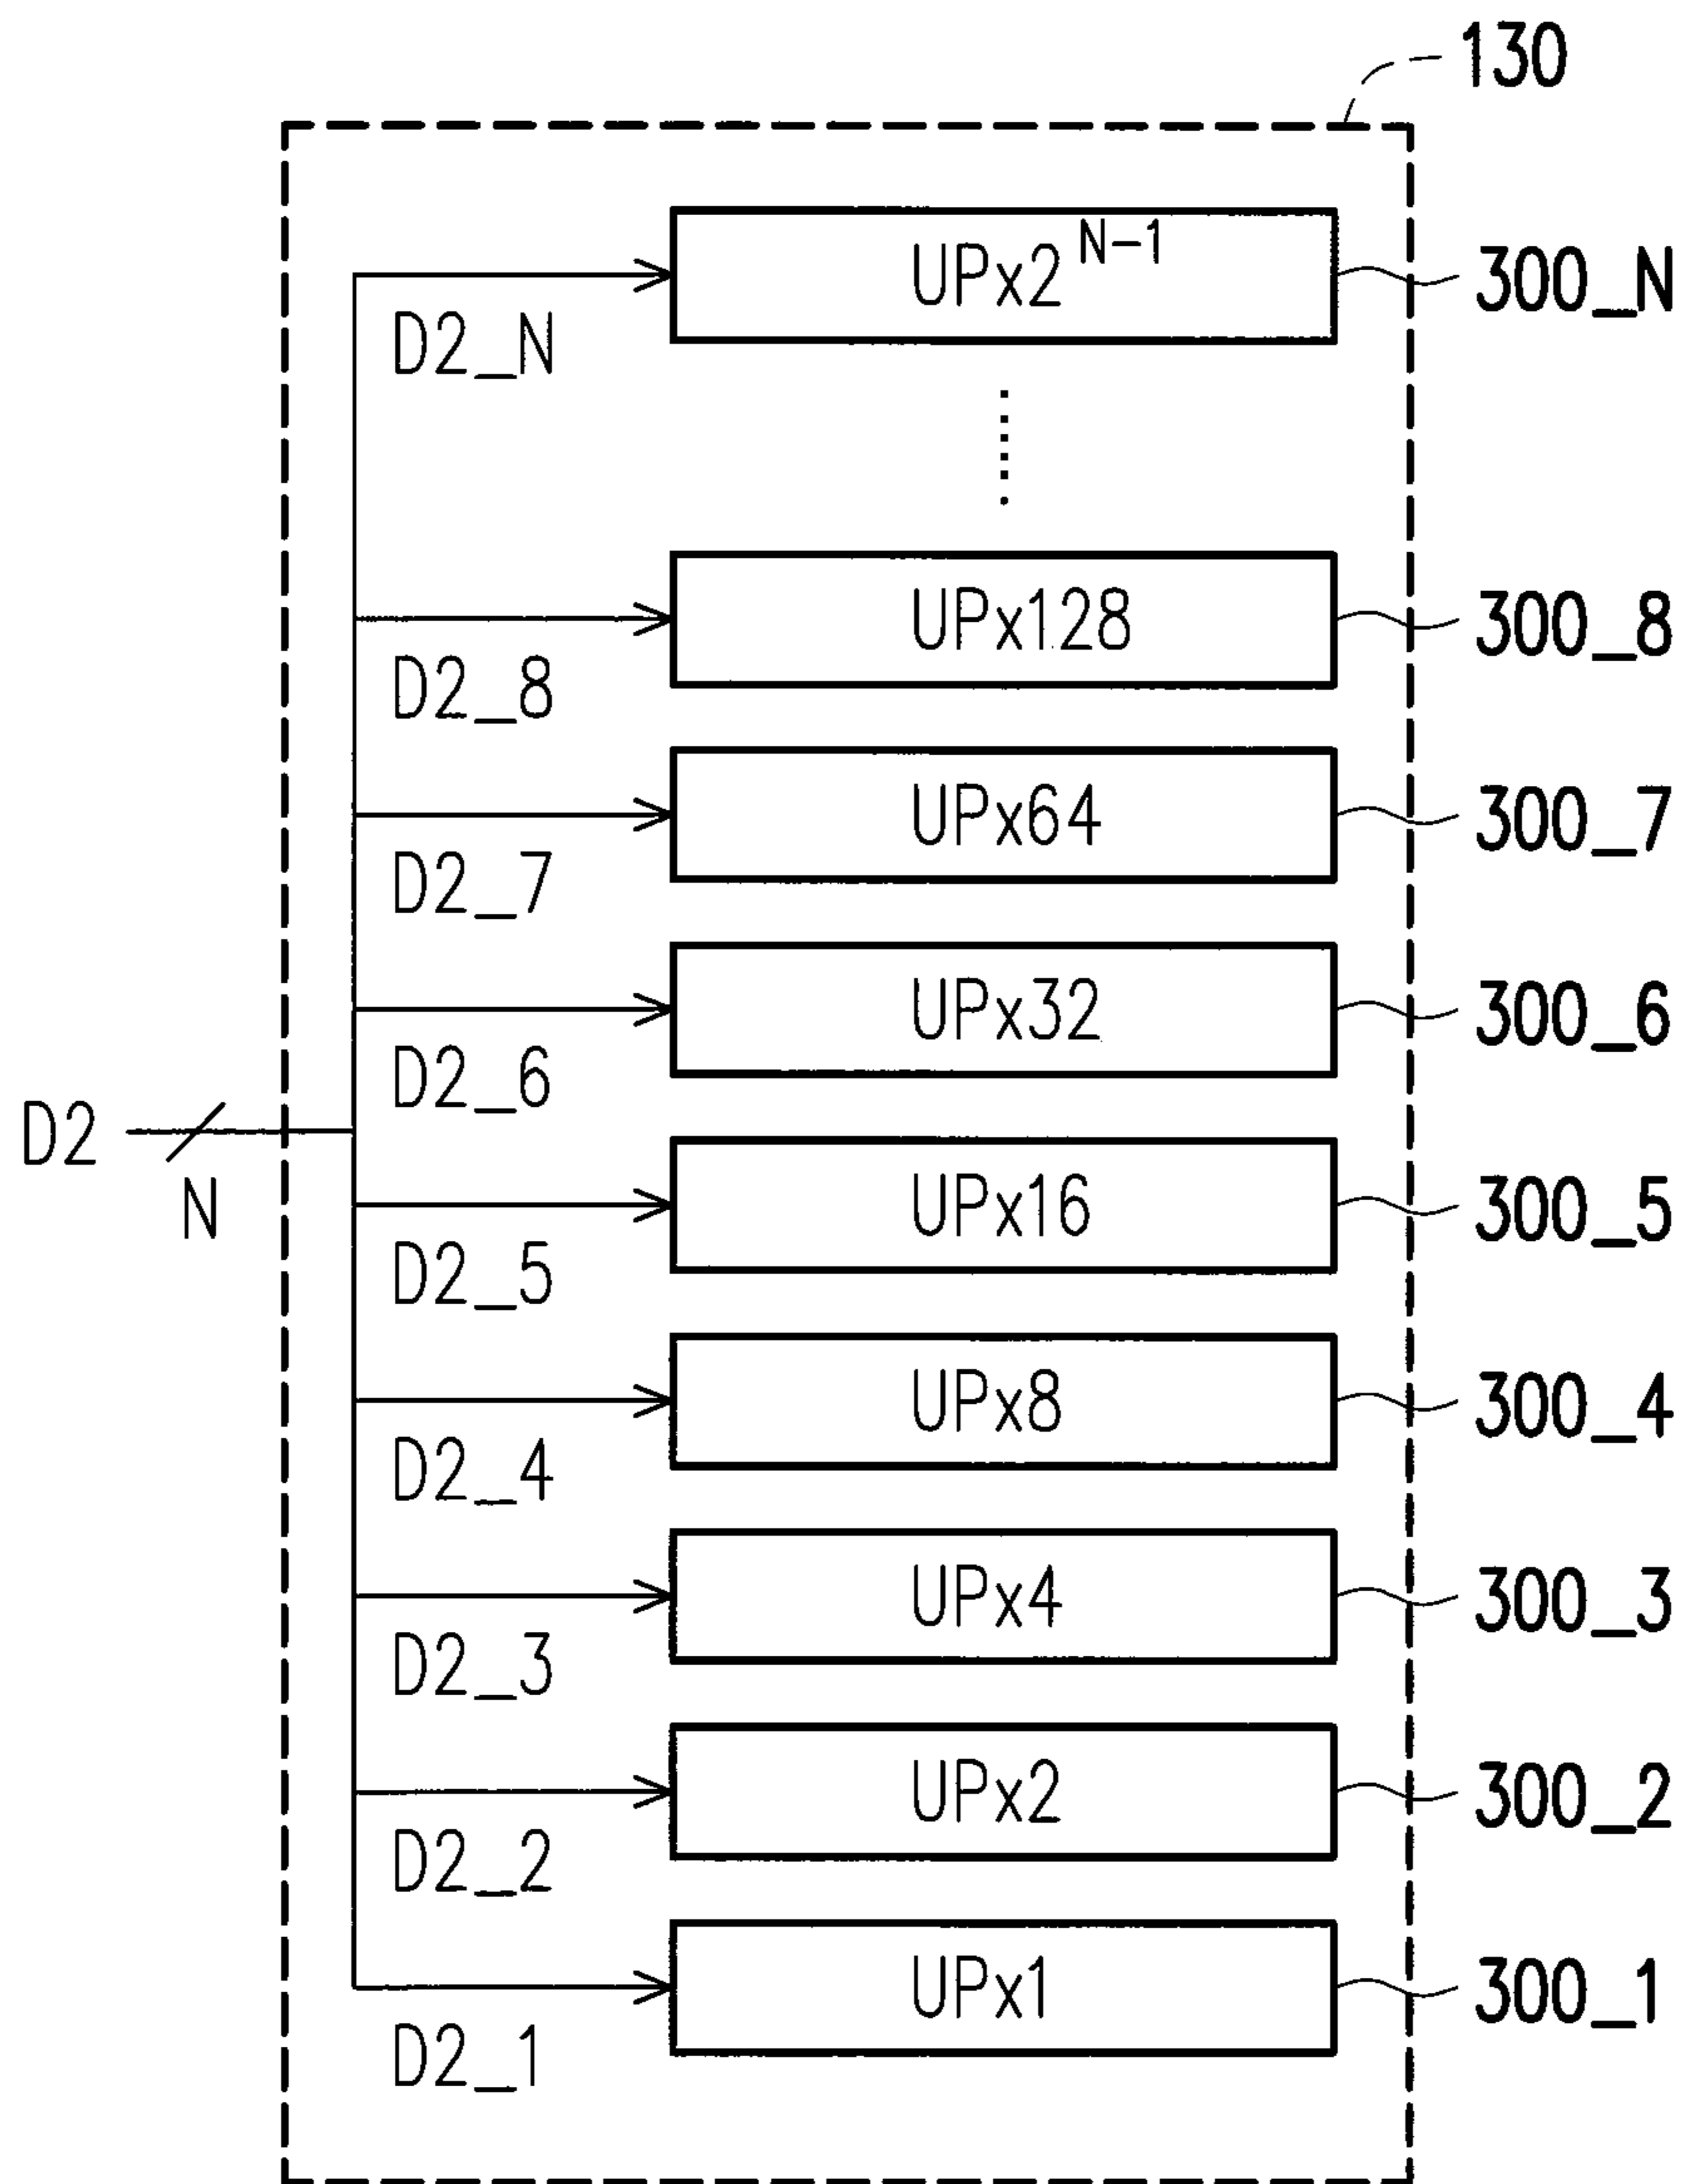 130
UPx2^N-1 300_N
D2_N
UPx128 300_8
D2_8
UPx64 300_7
D2_7
UPx32 300_6
D2_6
D2
N
UPx16 300_5
D2_5
UPx8 300_4
D2_4
UPx4 300_3
D2_3
UPx2 300_2
D2_2
UPx1 300_1
D2_1